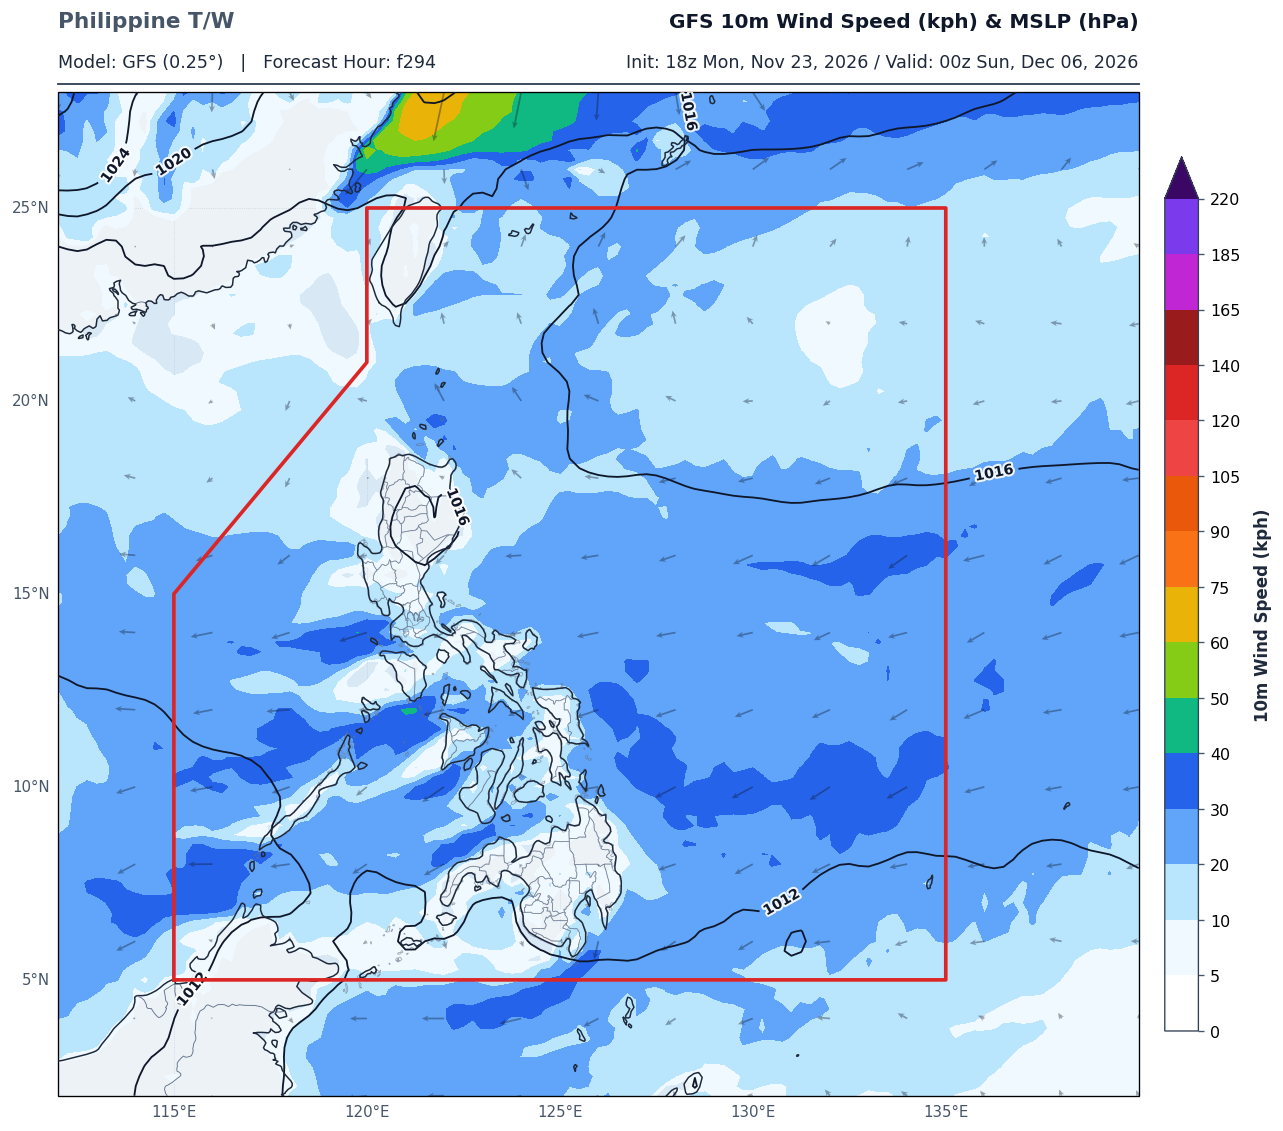 Philippine T/W
GFS 10m Wind Speed (kph) & MSLP (hPa)
Model: GFS (0.25°) | Forecast Hour: f294
Init: 18z Mon, Nov 23, 2026 / Valid: 00z Sun, Dec 06, 2026
1024
1020
1016
1016
1016
1016
1012
1012
25°N
20°N
15°N
10°N
5°N
115°E
120°E
125°E
130°E
135°E
220
185
165
140
120
105
90
75
60
50
40
30
20
10
5
0
10m Wind Speed (kph)